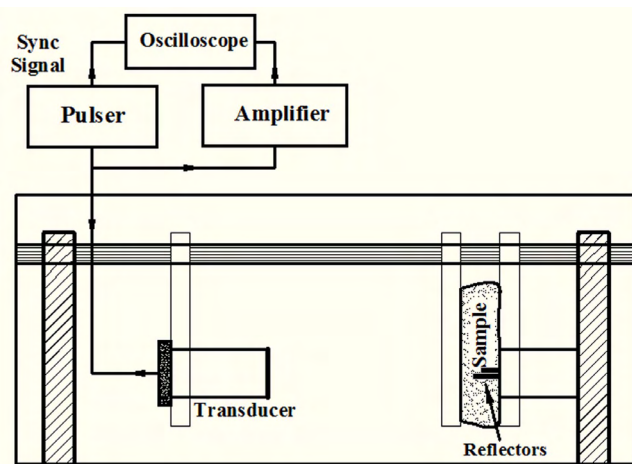 Oscilloscope
Sync
Signal
Pulser
Amplifier
Sample
Transducer
Reflectors